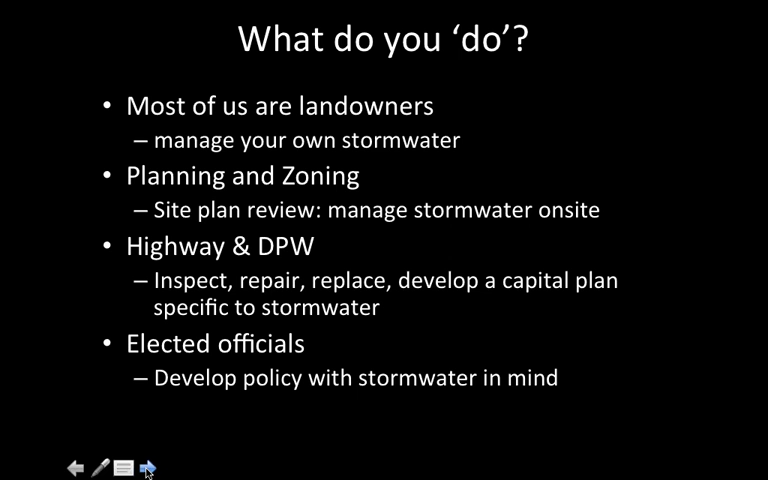 What do you ‘do’?
• Most of us are landowners
– manage your own stormwater
• Planning and Zoning
– Site plan review: manage stormwater onsite
• Highway & DPW
– Inspect, repair, replace, develop a capital plan
specific to stormwater
• Elected officials
– Develop policy with stormwater in mind